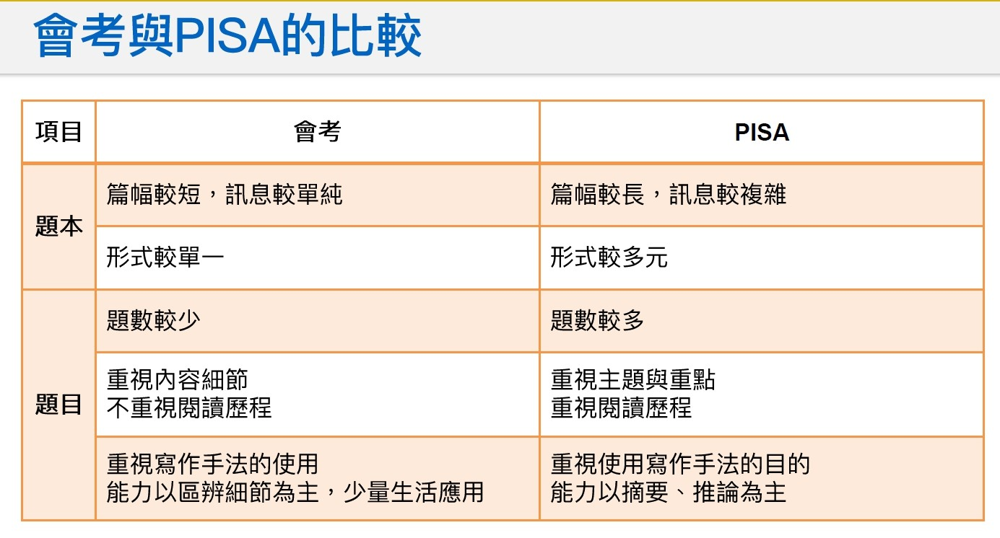 會考與PISA的比較
項目 會考 PISA
題本
篇幅較短，訊息較單純 篇幅較長，訊息較複雜
形式較單一 形式較多元
題目
題數較少 題數較多
重視內容細節 重視主題與重點
不重視閱讀歷程 重視閱讀歷程
重視寫作手法的使用 重視使用寫作手法的目的
能力以區辨細節為主，少量生活應用 能力以摘要、推論為主